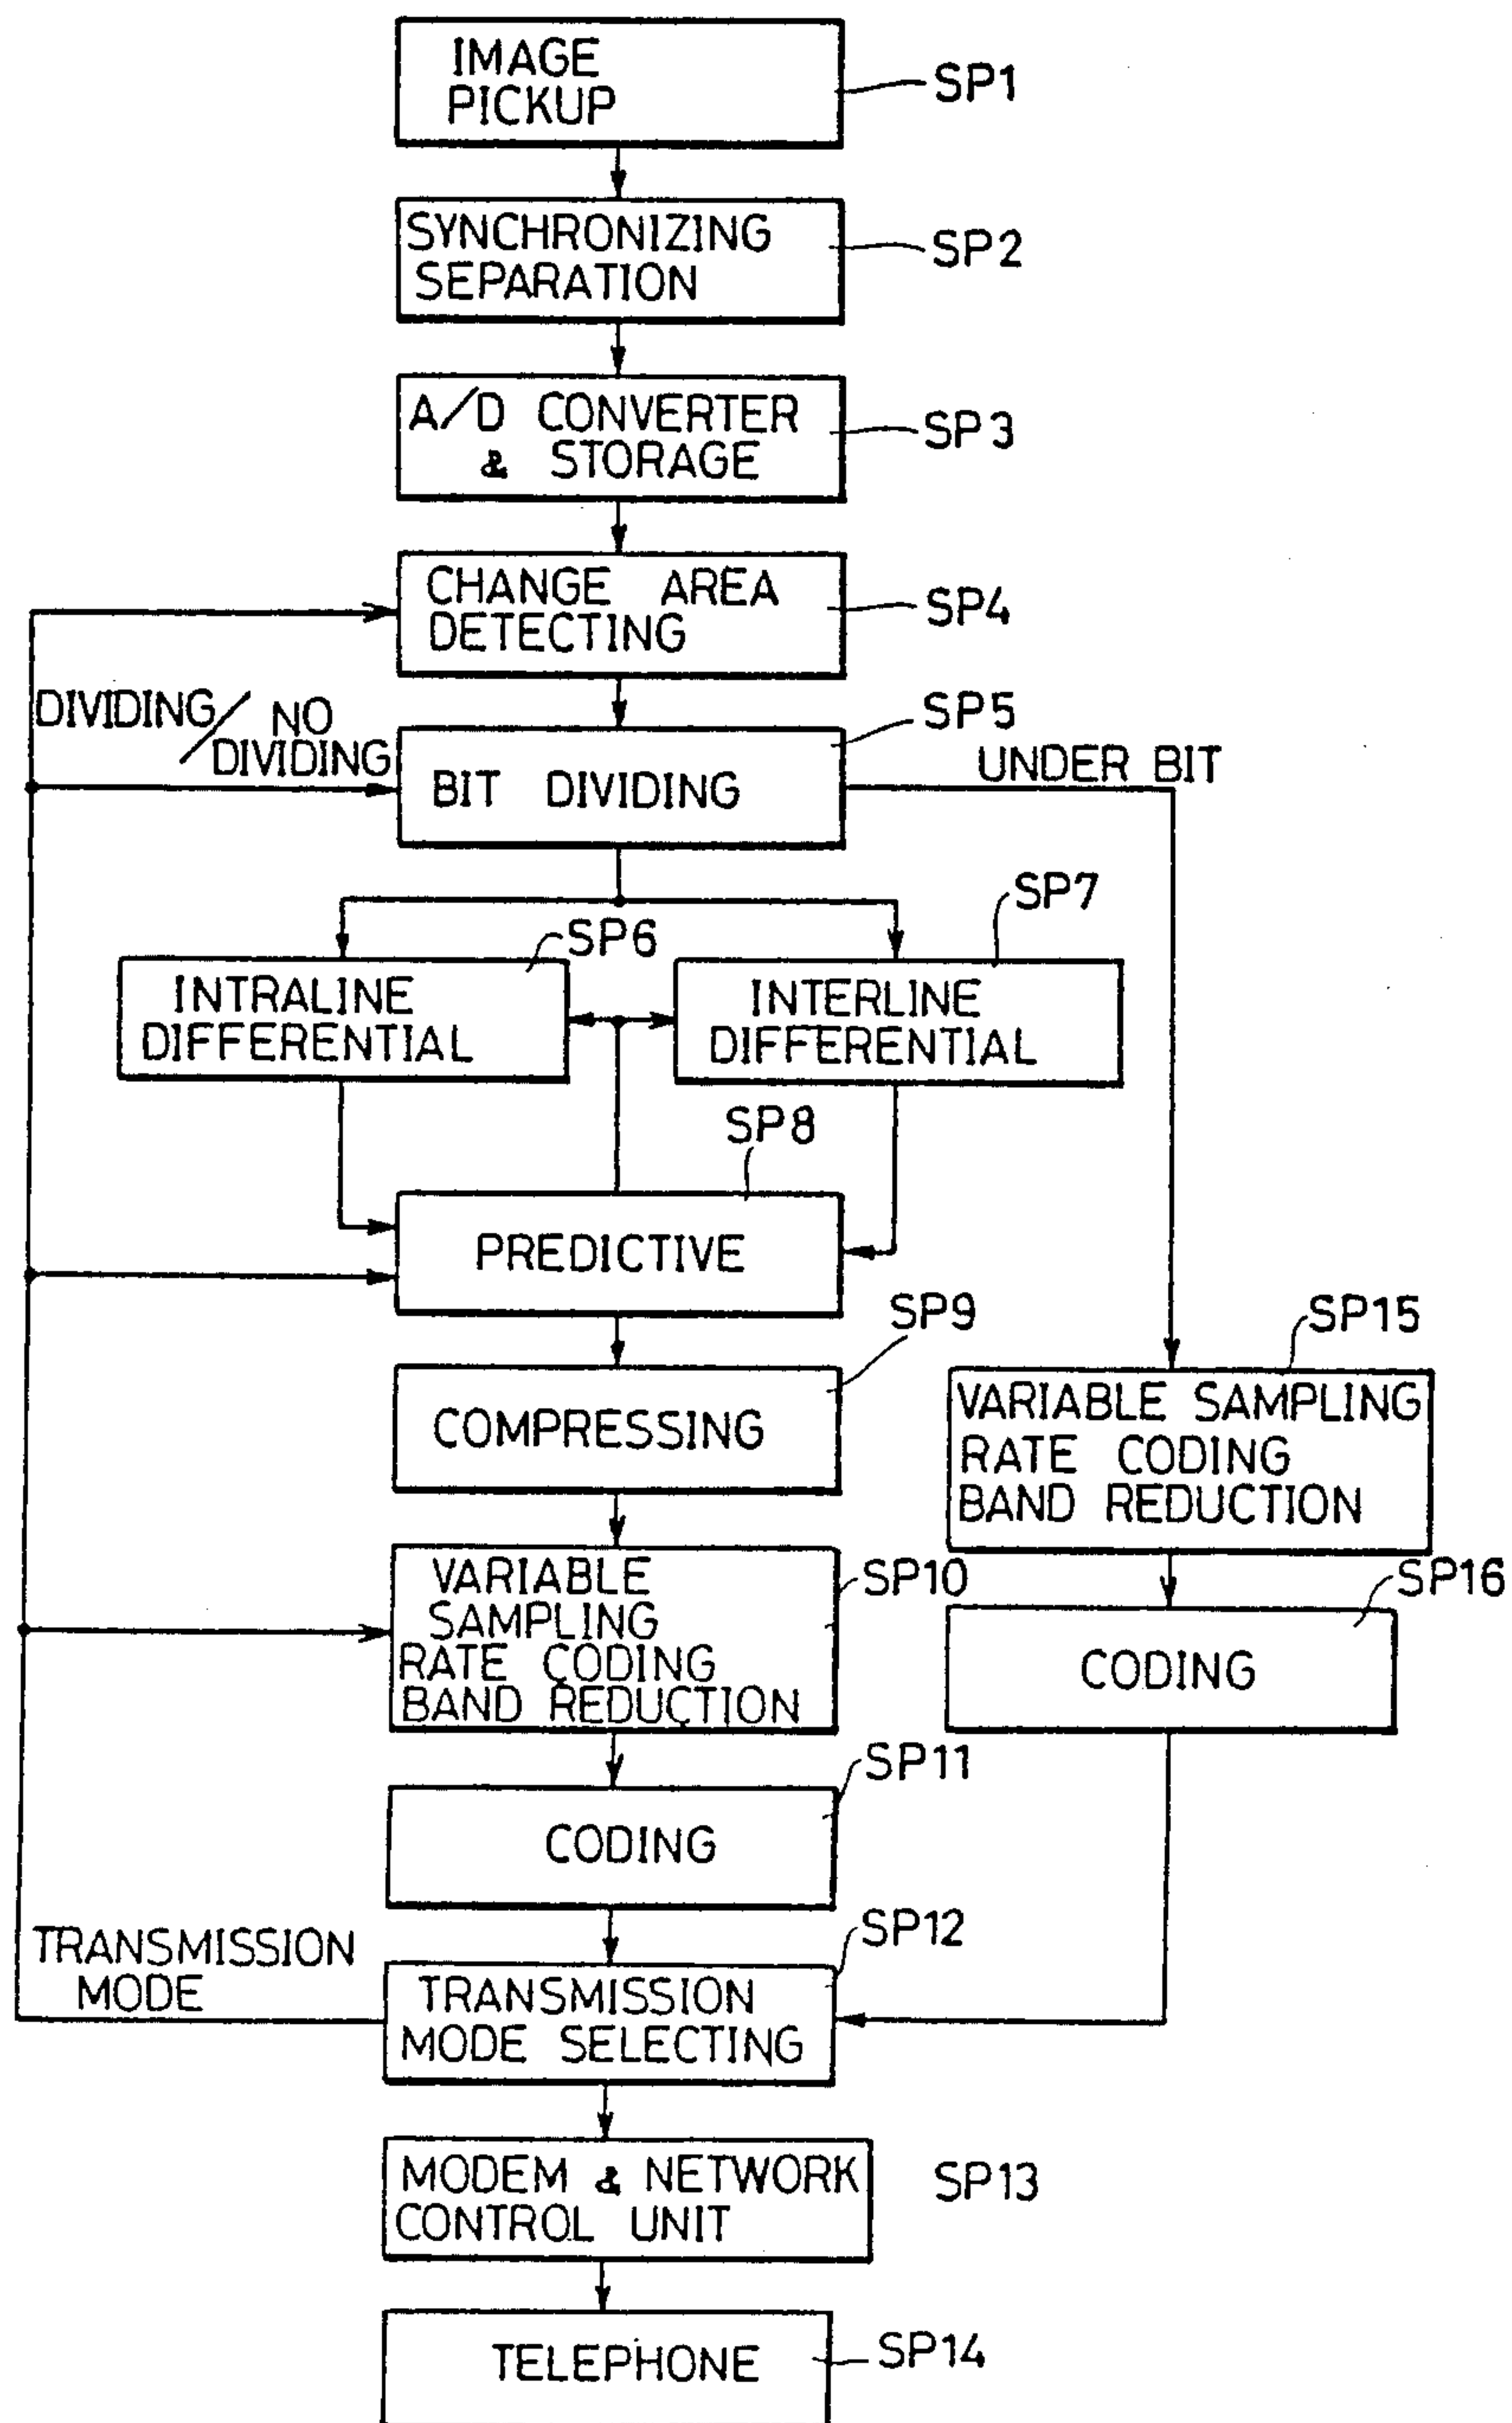 IMAGE
PICKUP
SP1
SYNCHRONIZING
SEPARATION
SP2
A/D CONVERTER
& STORAGE
SP3
CHANGE AREA
DETECTING
SP4
DIVIDING/NO
DIVIDING
BIT DIVIDING
SP5
UNDER BIT
INTRALINE
DIFFERENTIAL
SP6
INTERLINE
DIFFERENTIAL
SP7
PREDICTIVE
SP8
COMPRESSING
SP9
VARIABLE SAMPLING
RATE CODING
BAND REDUCTION
SP15
VARIABLE
SAMPLING
RATE CODING
BAND REDUCTION
SP10
CODING
SP16
CODING
SP11
TRANSMISSION
MODE
TRANSMISSION
MODE SELECTING
SP12
MODEM & NETWORK
CONTROL UNIT
SP13
TELEPHONE
SP14